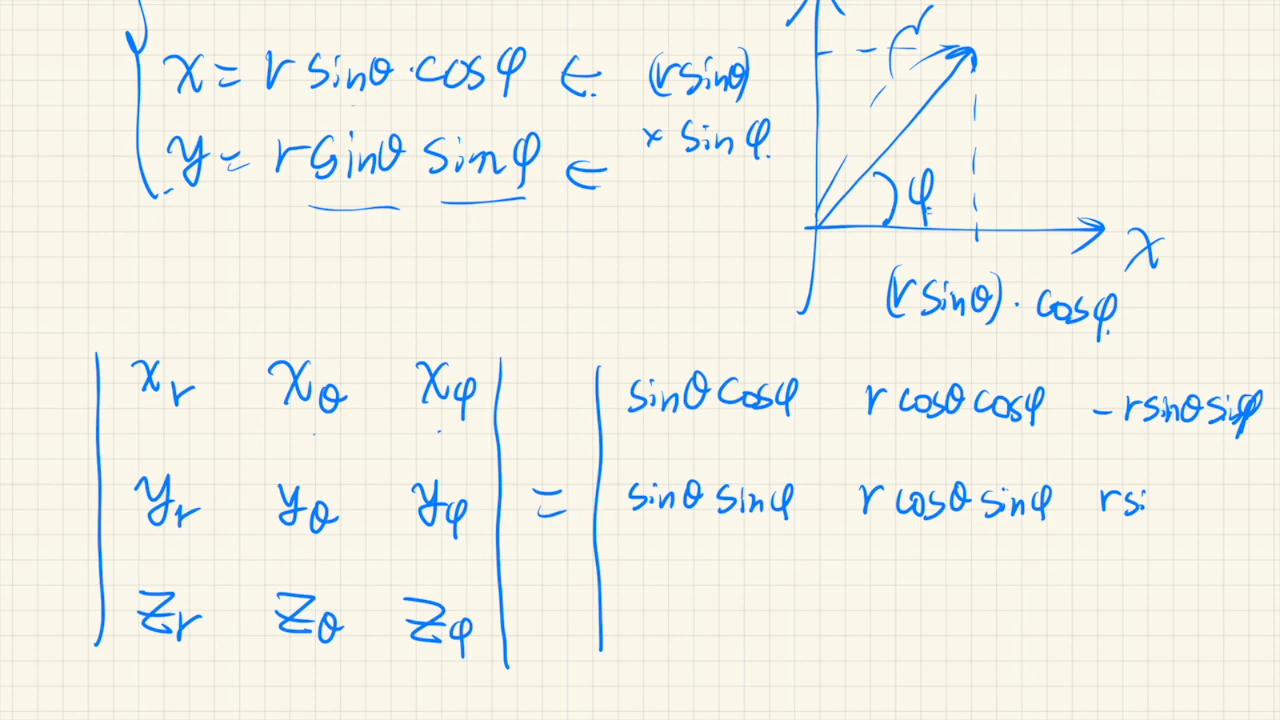 x = r sinθ · cosφ ∈ (r sinθ)
y = r sinθ sinφ ∈ × sinφ.
φ
x
(r sinθ) · cosφ.
| x_r x_θ x_φ | = | sinθ cosφ r cosθ cosφ - r sinθ sinφ
y_r y_θ y_φ sinθ sinφ r cosθ sinφ r si
z_r z_θ z_φ